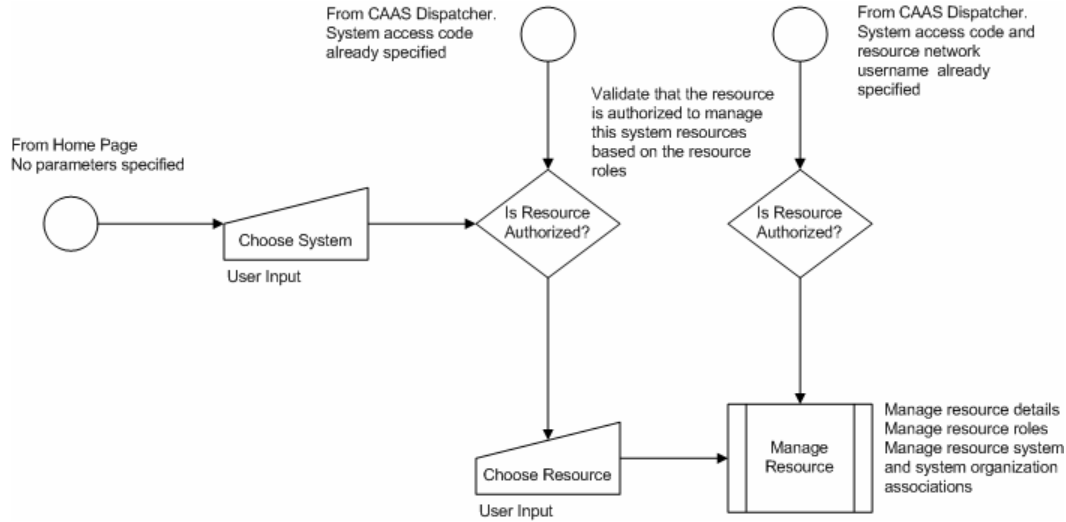 From CAAS Dispatcher.
System access code
already specified
From CAAS Dispatcher.
System access code and
resource network
username already
specified
Validate that the resource
is authorized to manage
this system resources
based on the resource
roles
From Home Page
No parameters specified
Choose System
User Input
Is Resource
Authorized?
Is Resource
Authorized?
Choose Resource
User Input
Manage
Resource
Manage resource details
Manage resource roles
Manage resource system
and system organization
associations